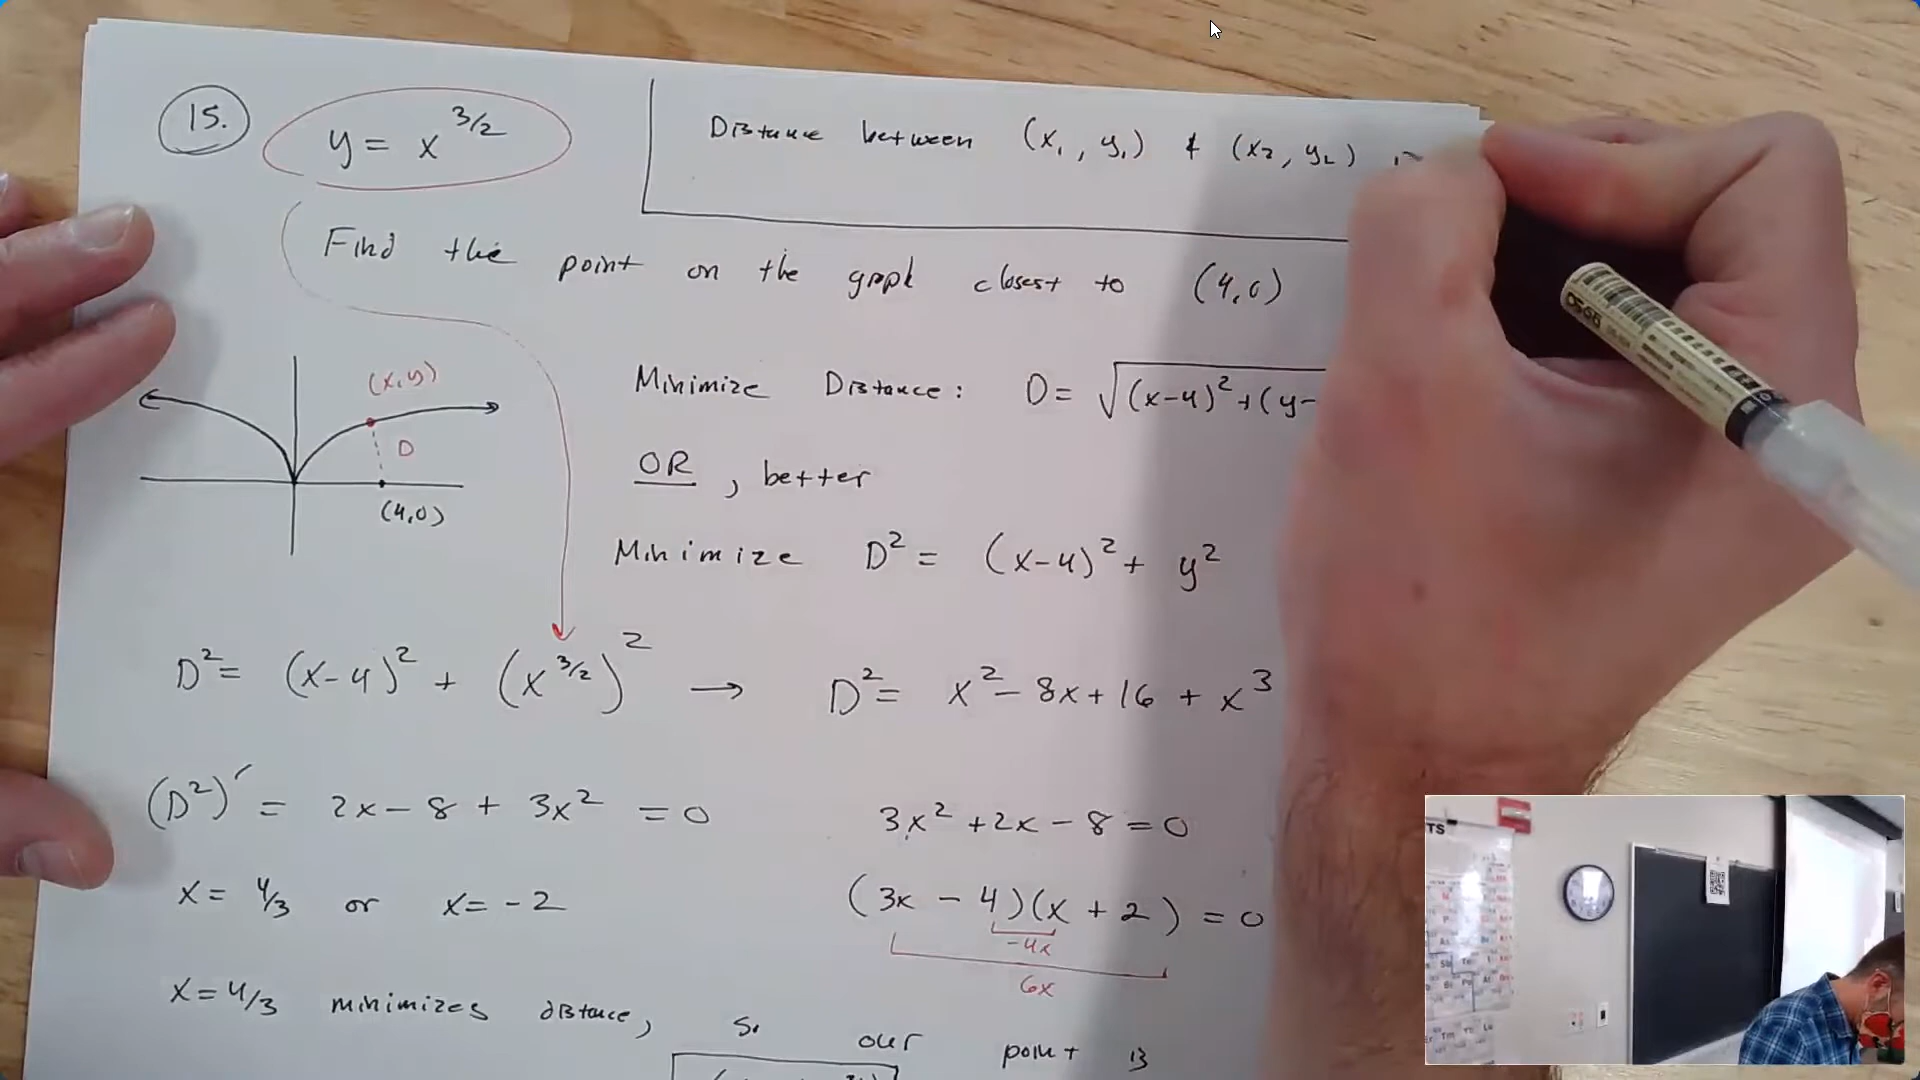 15.
y = x^{3/2}
Distance between (x₁, y₁) & (x₂, y₂)
Find the point on the graph closest to (4,0)
(x,y)
D
(4,0)
Minimize Distance: D = √(x-4)² + (y-
OR, better
Minimize D² = (x-4)² + y²
D² = (x-4)² + (x^{3/2})² → D² = x² - 8x + 16 + x³
(D²)' = 2x - 8 + 3x² = 0
3x² + 2x - 8 = 0
x = 4/3 or x = -2
(3x - 4)(x + 2) = 0
-4x
6x
x = 4/3 minimizes distance, so our point is
0566
TS